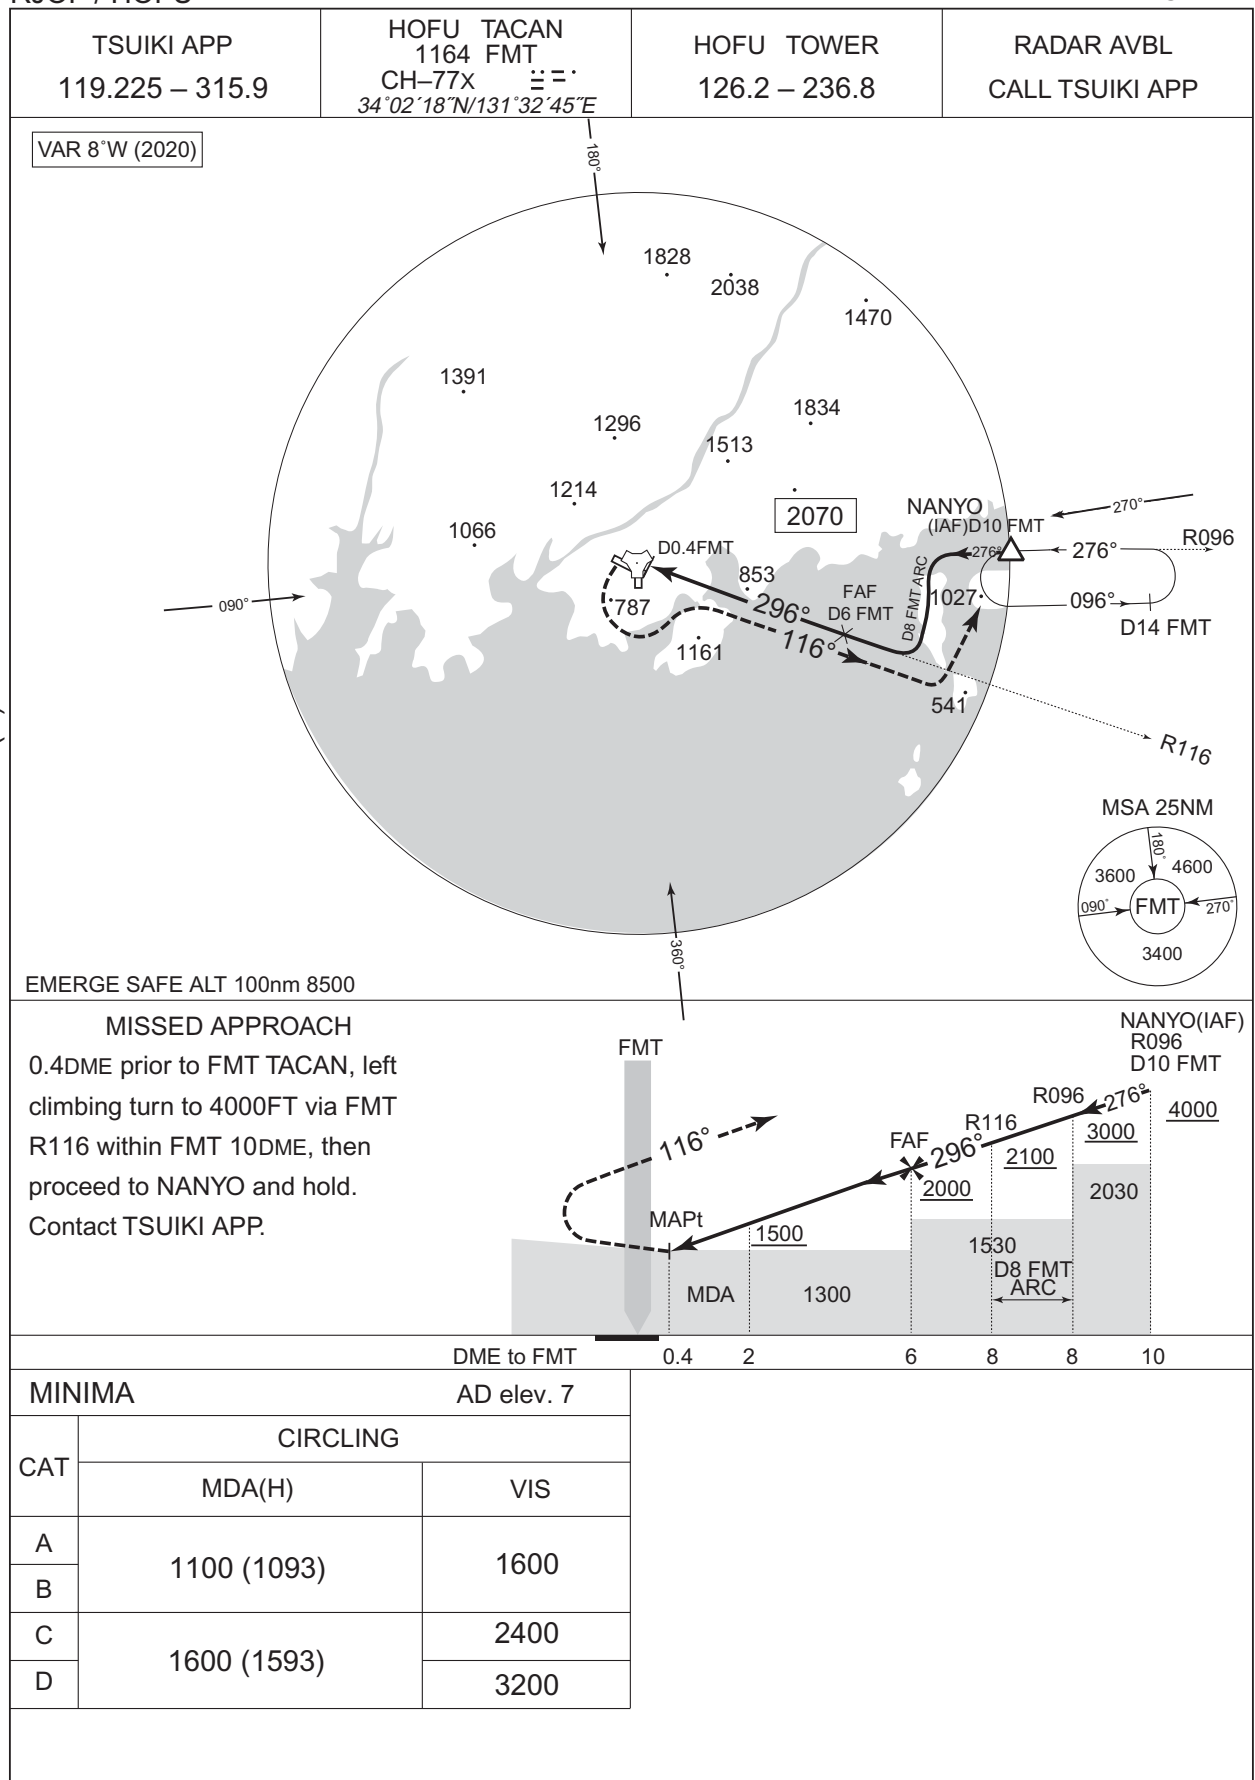 TSUIKI APP
119.225 – 315.9
HOFU TACAN
1164 FMT
CH–77X
34°02´18˝N/131°32´45˝E
HOFU TOWER
126.2 – 236.8
RADAR AVBL
CALL TSUIKI APP
VAR 8°W (2020)
180°
1828
2038
1470
1391
1834
1296
1513
1214
2070
1066
NANYO
(IAF)D10 FMT
270°
R096
276°
276°
D0.4FMT
853
FAF
D6 FMT
D8 FMT ARC
1027
096°
D14 FMT
090°
787
296°
116°
1161
541
R116
MSA 25NM
180°
3600
4600
090°
FMT
270°
3400
360°
EMERGE SAFE ALT 100nm 8500
MISSED APPROACH
0.4DME prior to FMT TACAN, left
climbing turn to 4000FT via FMT
R116 within FMT 10DME, then
proceed to NANYO and hold.
Contact TSUIKI APP.
FMT
NANYO(IAF)
R096
D10 FMT
R096
276°
4000
116°
FAF
R116
3000
296°
2100
2000
2030
MAPt
1500
1530
D8 FMT
ARC
MDA
1300
DME to FMT
0.4 2 6 8 8 10
MINIMA
AD elev. 7
CAT
CIRCLING
MDA(H)
VIS
A
B
1100 (1093)
1600
C
D
1600 (1593)
2400
3200